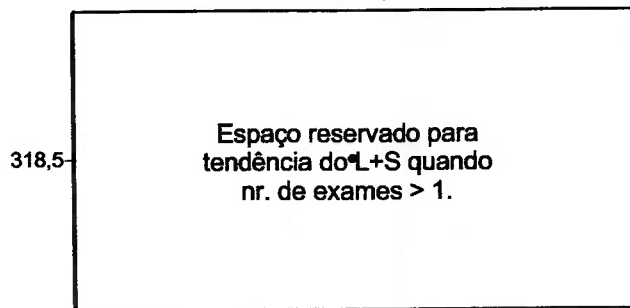 Espaço reservado para
318,5
tendência do L+S quando
nr. de exames > 1.